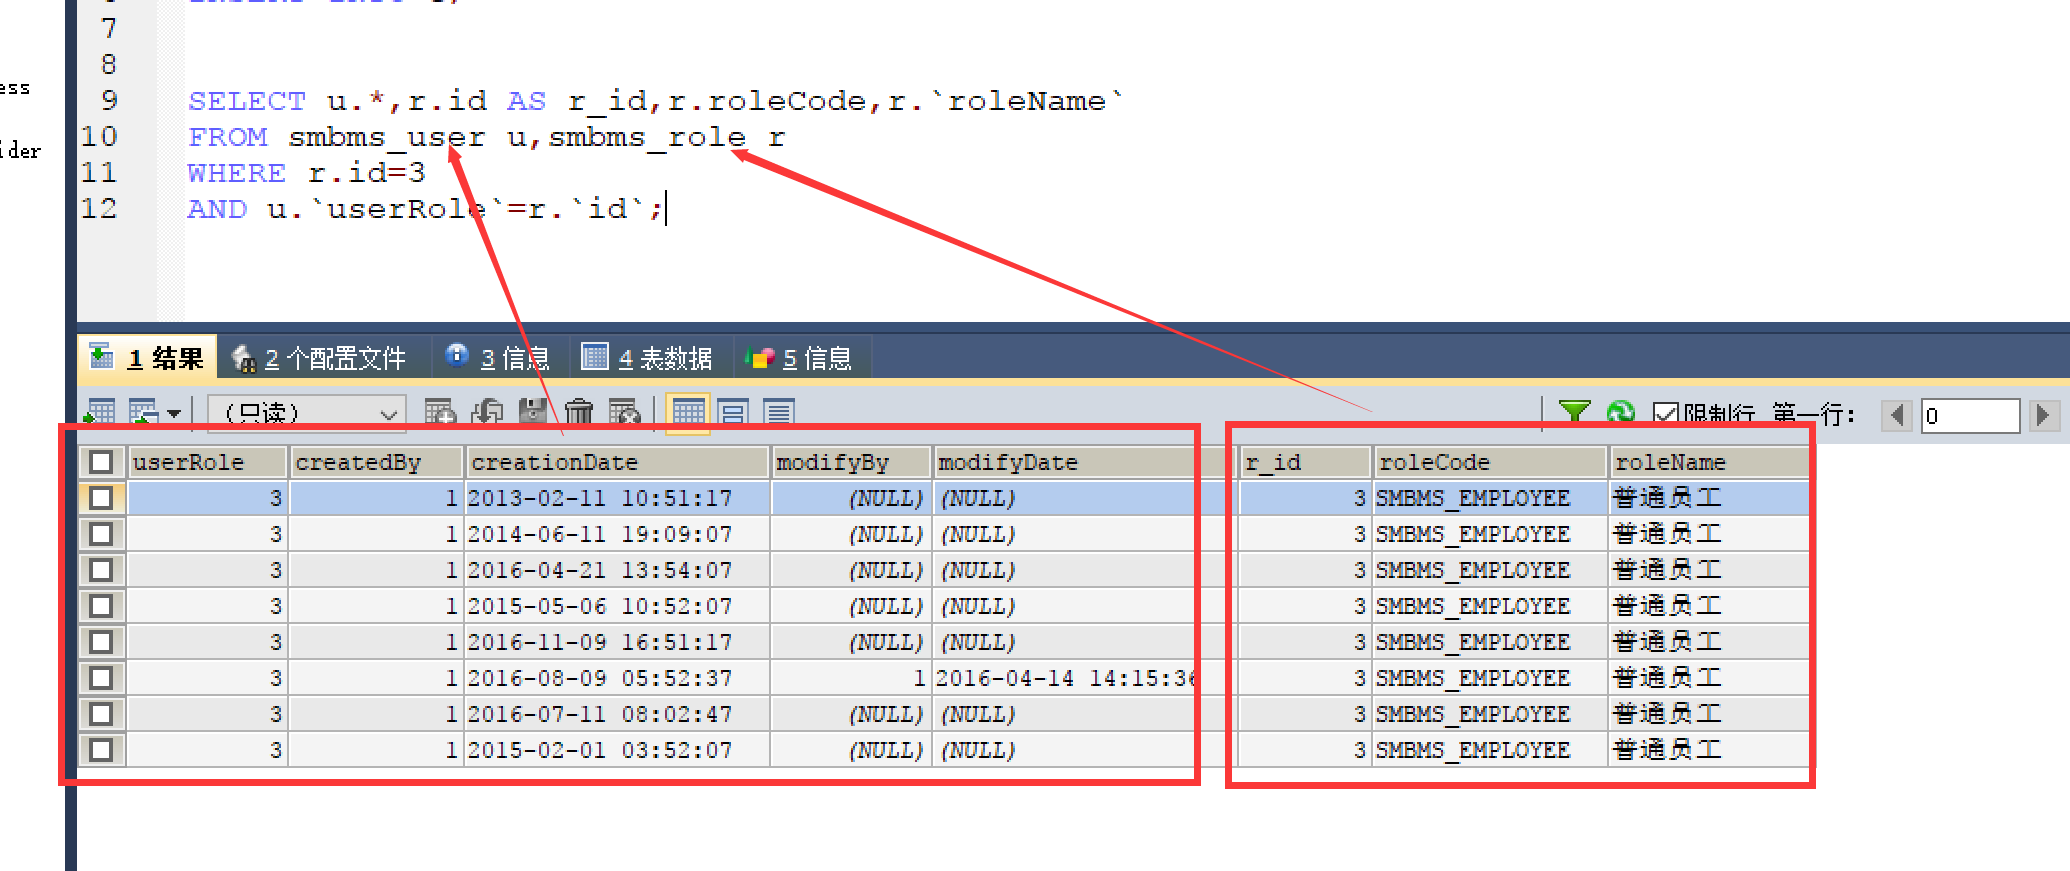 7
8
ess
9 SELECT u.*,r.id AS r_id,r.roleCode,r.`roleName`
10 FROM smbms_user u,smbms_role r
ider
11 WHERE r.id=3
12 AND u.`userRole`=r.`id`;
1 结果 2 个配置文件 3 信息 4 表数据 5 信息
(只读) 限制行 第一行: 0
userRole createdBy creationDate modifyBy modifyDate r_id roleCode roleName
3 1 2013-02-11 10:51:17 (NULL) (NULL) 3 SMBMS_EMPLOYEE 普通员工
3 1 2014-06-11 19:09:07 (NULL) (NULL) 3 SMBMS_EMPLOYEE 普通员工
3 1 2016-04-21 13:54:07 (NULL) (NULL) 3 SMBMS_EMPLOYEE 普通员工
3 1 2015-05-06 10:52:07 (NULL) (NULL) 3 SMBMS_EMPLOYEE 普通员工
3 1 2016-11-09 16:51:17 (NULL) (NULL) 3 SMBMS_EMPLOYEE 普通员工
3 1 2016-08-09 05:52:37 1 2016-04-14 14:15:36 3 SMBMS_EMPLOYEE 普通员工
3 1 2016-07-11 08:02:47 (NULL) (NULL) 3 SMBMS_EMPLOYEE 普通员工
3 1 2015-02-01 03:52:07 (NULL) (NULL) 3 SMBMS_EMPLOYEE 普通员工